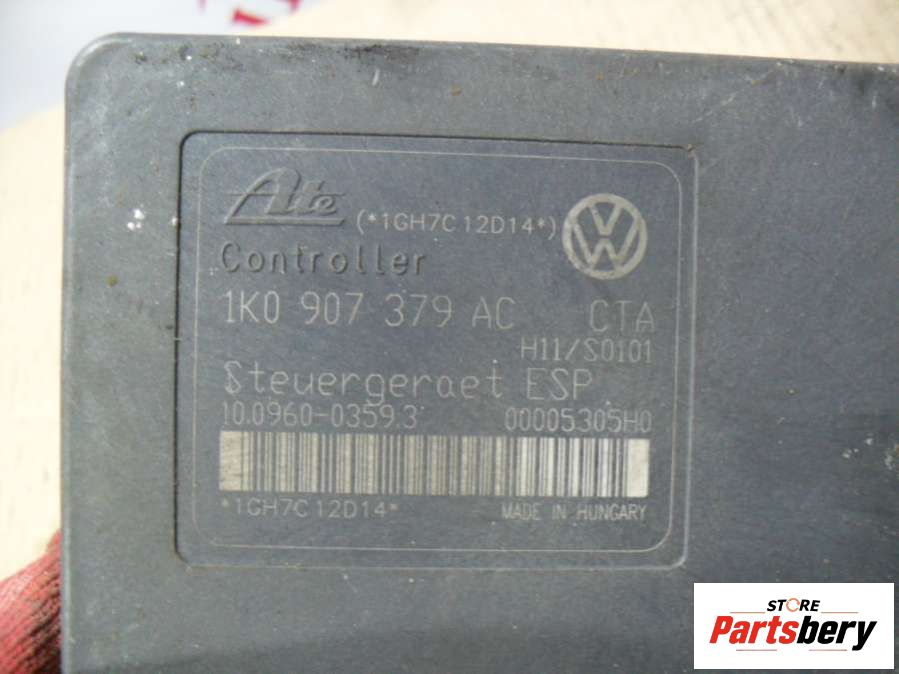 Ate (*1GH7C12D14*) VW
Controller
1K0 907 379 AC CTA
H11/S0101
Steuergeraet ESP
10.0960-0359.3 00005305H0
*1GH7C12D14* MADE IN HUNGARY
STORE
Partsbery